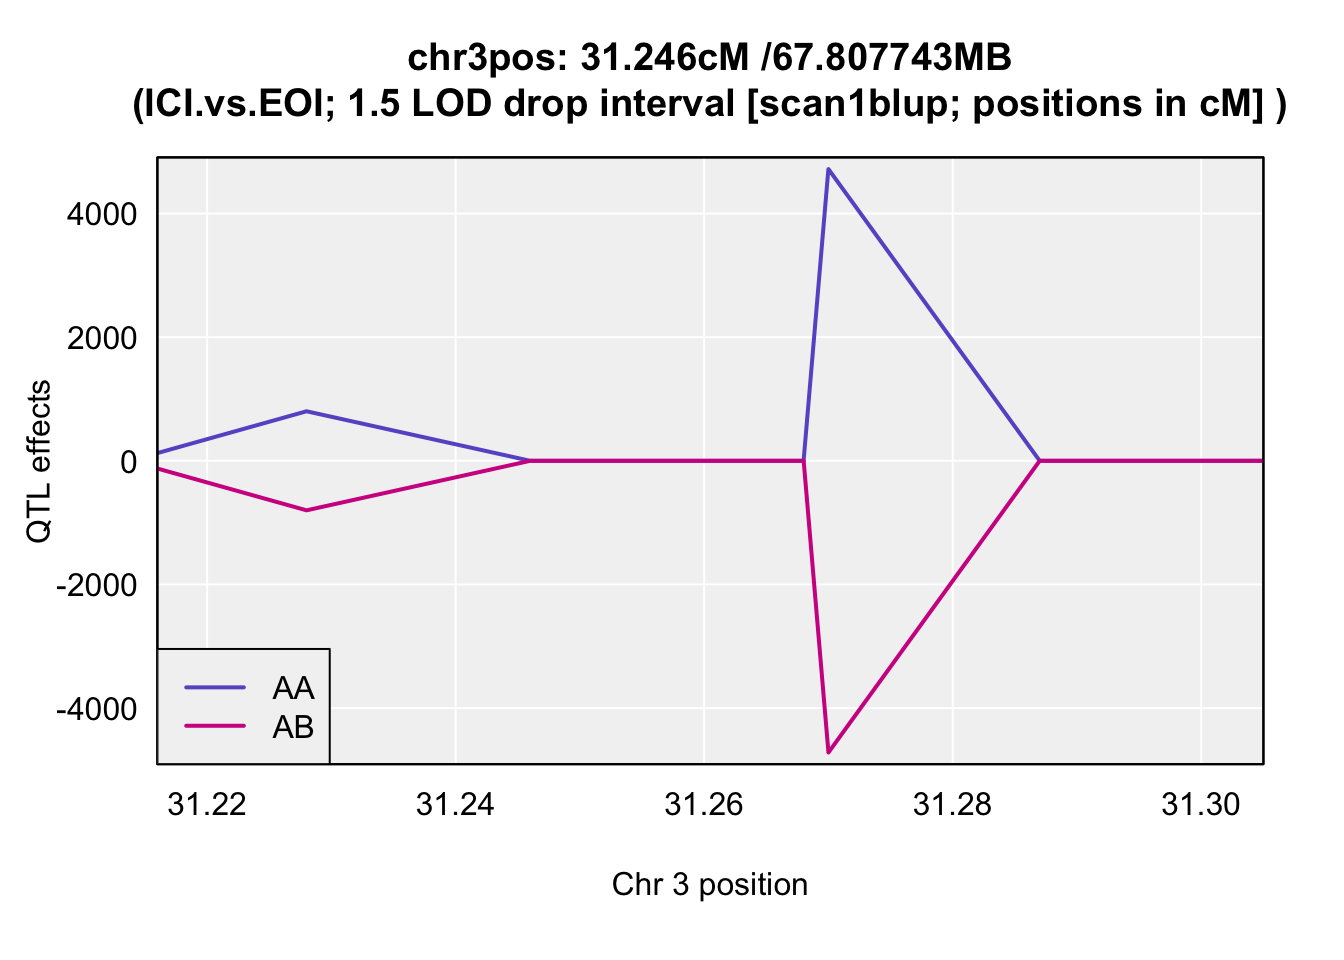 chr3pos: 31.246cM /67.807743MB
(ICI.vs.EOI; 1.5 LOD drop interval [scan1blup; positions in cM] )
QTL effects
4000
2000
0
-2000
-4000
AA
AB
31.22
31.24
31.26
31.28
31.30
Chr 3 position